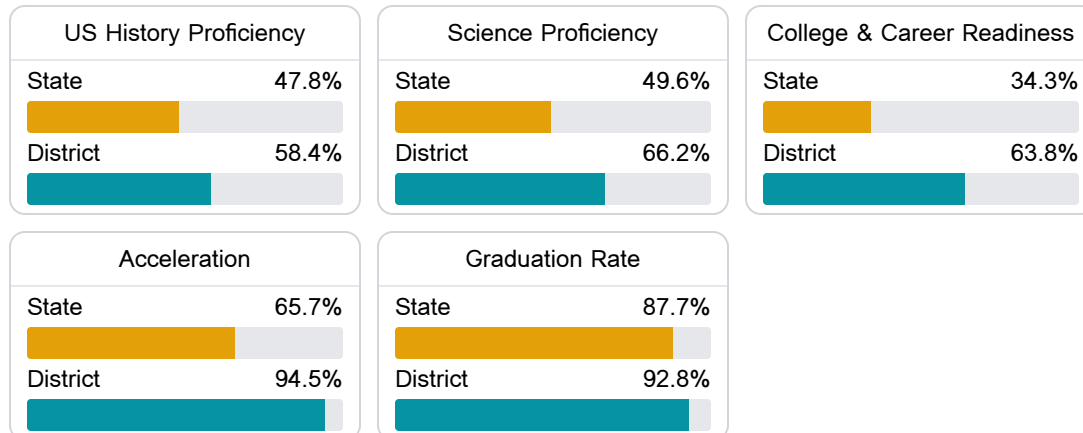 US History Proficiency
State 47.8%
District 58.4%
Science Proficiency
State 49.6%
District 66.2%
College & Career Readiness
State 34.3%
District 63.8%
Acceleration
State 65.7%
District 94.5%
Graduation Rate
State 87.7%
District 92.8%